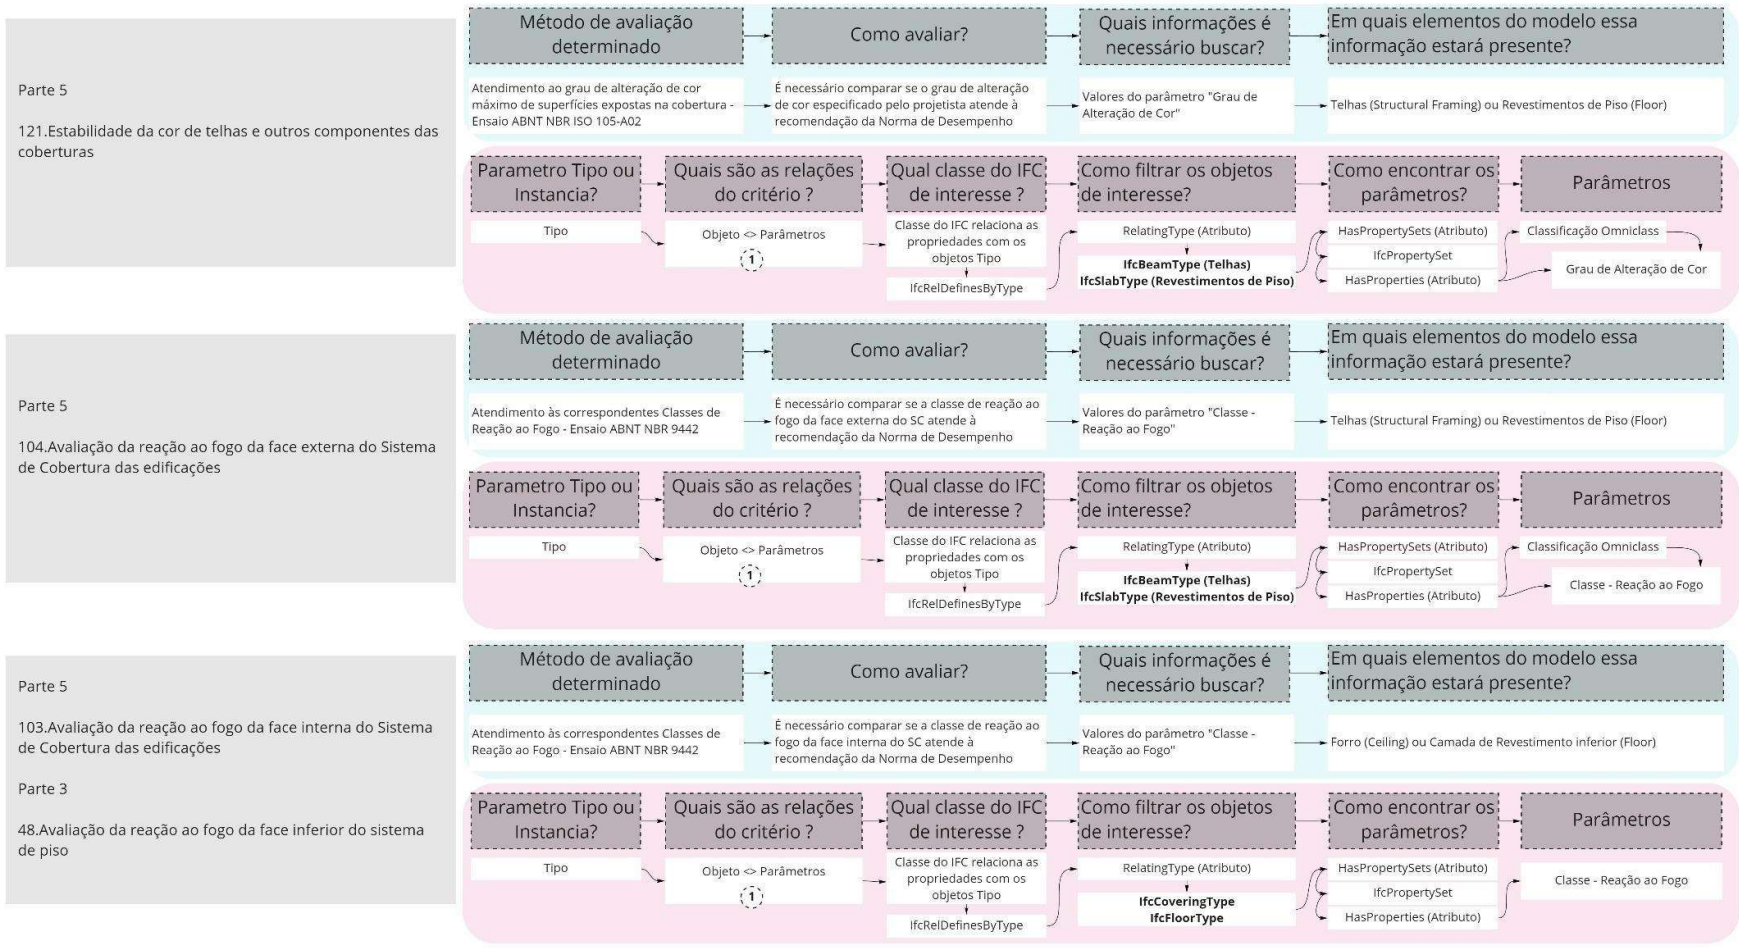 Parte 5
121.Estabilidade da cor de telhas e outros componentes das
coberturas
Método de avaliação
determinado
Como avaliar?
Quais informações é
necessário buscar?
Em quais elementos do modelo essa
informação estará presente?
Atendimento ao grau de alteração de cor
máximo de superfícies expostas na cobertura -
Ensaio ABNT NBR ISO 105-A02
É necessário comparar se o grau de alteração
de cor especificado pelo projetista atende à
recomendação da Norma de Desempenho
Valores do parâmetro "Grau de
Alteração de Cor"
Telhas (Structural Framing) ou Revestimentos de Piso (Floor)
Parametro Tipo ou
Instancia?
Quais são as relações
do critério ?
Qual classe do IFC
de interesse ?
Como filtrar os objetos
de interesse?
Como encontrar os
parâmetros?
Parâmetros
Tipo
Objeto <> Parâmetros
1
Classe do IFC relaciona as
propriedades com os
objetos Tipo
IfcRelDefinesByType
RelatingType (Atributo)
IfcBeamType (Telhas)
IfcSlabType (Revestimentos de Piso)
HasPropertySets (Atributo)
IfcPropertySet
HasProperties (Atributo)
Classificação Omniclass
Grau de Alteração de Cor
Parte 5
104.Avaliação da reação ao fogo da face externa do Sistema
de Cobertura das edificações
Método de avaliação
determinado
Como avaliar?
Quais informações é
necessário buscar?
Em quais elementos do modelo essa
informação estará presente?
Atendimento às correspondentes Classes de
Reação ao Fogo - Ensaio ABNT NBR 9442
É necessário comparar se a classe de reação ao
fogo da face externa do SC atende à
recomendação da Norma de Desempenho
Valores do parâmetro "Classe -
Reação ao Fogo"
Telhas (Structural Framing) ou Revestimentos de Piso (Floor)
Parametro Tipo ou
Instancia?
Quais são as relações
do critério ?
Qual classe do IFC
de interesse ?
Como filtrar os objetos
de interesse?
Como encontrar os
parâmetros?
Parâmetros
Tipo
Objeto <> Parâmetros
1
Classe do IFC relaciona as
propriedades com os
objetos Tipo
IfcRelDefinesByType
RelatingType (Atributo)
IfcBeamType (Telhas)
IfcSlabType (Revestimentos de Piso)
HasPropertySets (Atributo)
IfcPropertySet
HasProperties (Atributo)
Classificação Omniclass
Classe - Reação ao Fogo
Parte 5
103.Avaliação da reação ao fogo da face interna do Sistema
de Cobertura das edificações
Parte 3
48.Avaliação da reação ao fogo da face inferior do sistema
de piso
Método de avaliação
determinado
Como avaliar?
Quais informações é
necessário buscar?
Em quais elementos do modelo essa
informação estará presente?
Atendimento às correspondentes Classes de
Reação ao Fogo - Ensaio ABNT NBR 9442
É necessário comparar se a classe de reação ao
fogo da face interna do SC atende à
recomendação da Norma de Desempenho
Valores do parâmetro "Classe -
Reação ao Fogo"
Forro (Ceiling) ou Camada de Revestimento inferior (Floor)
Parametro Tipo ou
Instancia?
Quais são as relações
do critério ?
Qual classe do IFC
de interesse ?
Como filtrar os objetos
de interesse?
Como encontrar os
parâmetros?
Parâmetros
Tipo
Objeto <> Parâmetros
1
Classe do IFC relaciona as
propriedades com os
objetos Tipo
IfcRelDefinesByType
RelatingType (Atributo)
IfcCoveringType
IfcFloorType
HasPropertySets (Atributo)
IfcPropertySet
HasProperties (Atributo)
Classe - Reação ao Fogo